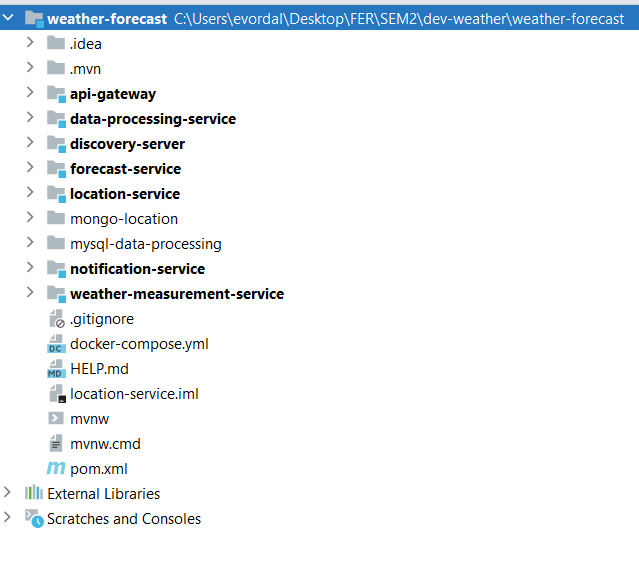 weather-forecast C:\Users\evordal\Desktop\FER\SEM2\dev-weather\weather-forecast
.idea
.mvn
api-gateway
data-processing-service
discovery-server
forecast-service
location-service
mongo-location
mysql-data-processing
notification-service
weather-measurement-service
.gitignore
DC docker-compose.yml
MD HELP.md
location-service.iml
mvnw
mvnw.cmd
m pom.xml
External Libraries
Scratches and Consoles